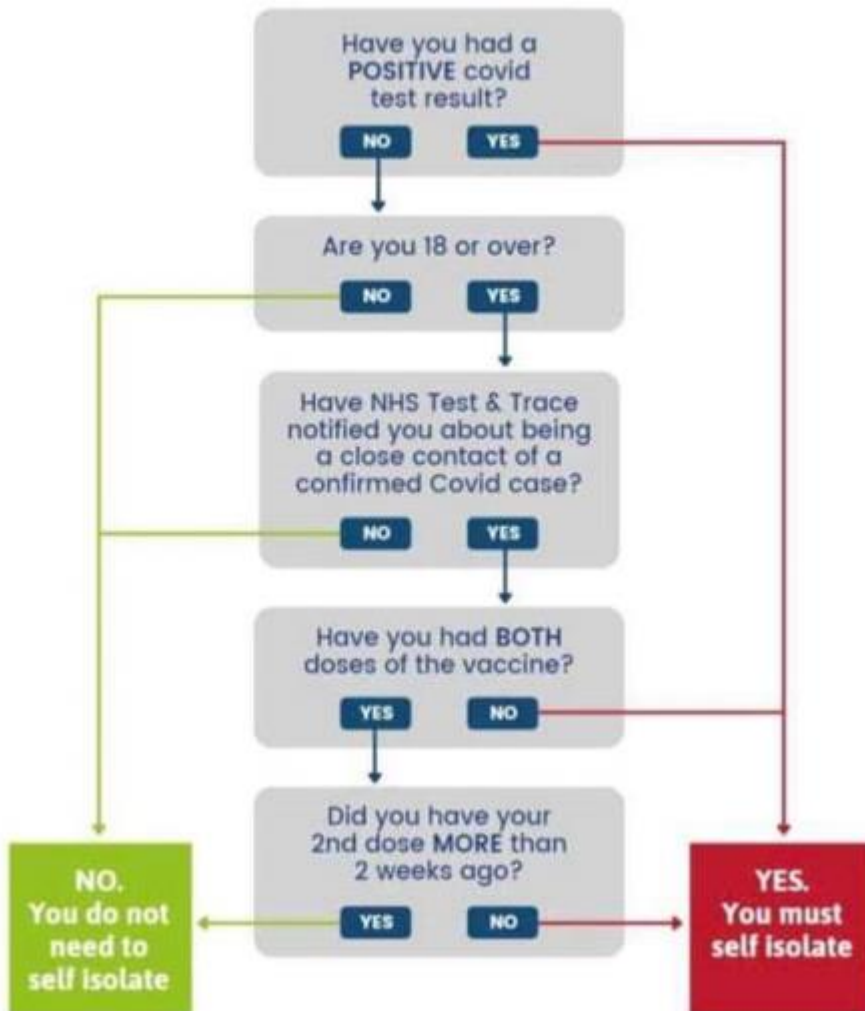 Have you had a
POSITIVE covid
test result?
NO YES
Are you 18 or over?
NO YES
Have NHS Test & Trace
notified you about being
a close contact of a
confirmed Covid case?
NO YES
Have you had BOTH
doses of the vaccine?
YES NO
Did you have your
2nd dose MORE than
2 weeks ago?
YES NO
NO.
You do not
need to
self isolate
YES.
You must
self isolate